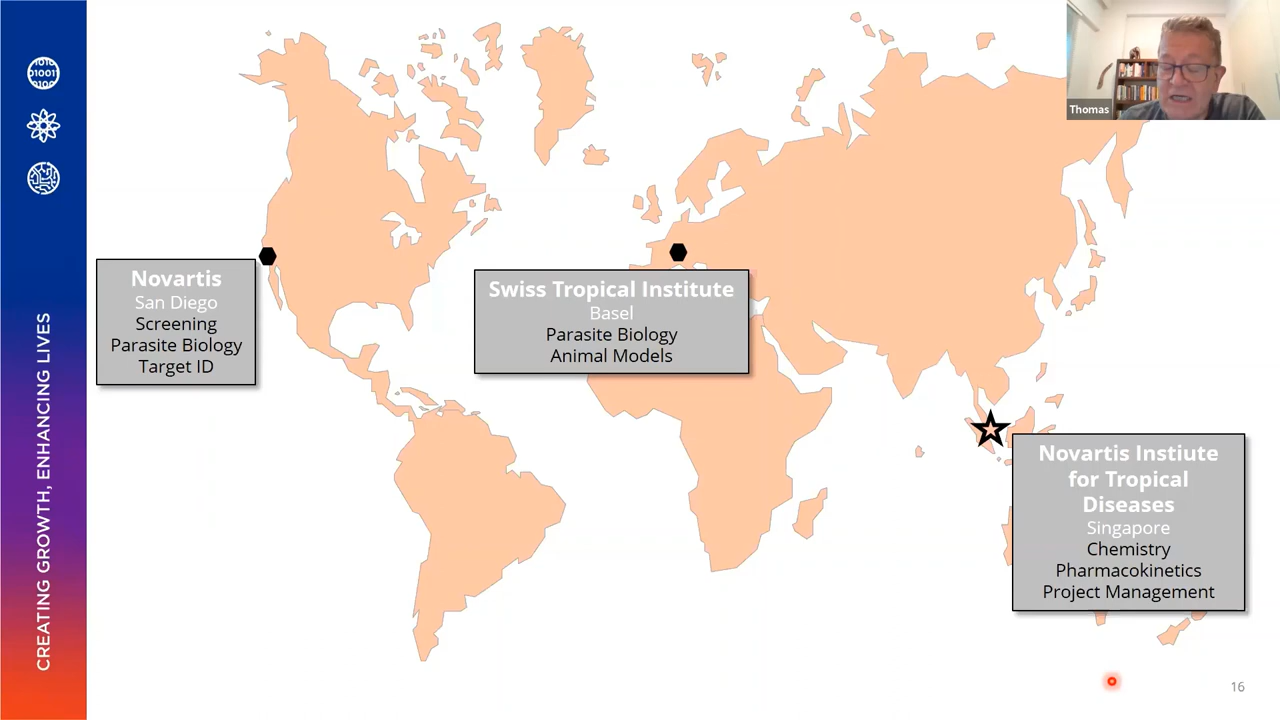 CREATING GROWTH, ENHANCING LIVES
Thomas
Novartis
San Diego
Screening
Parasite Biology
Target ID
Swiss Tropical Institute
Basel
Parasite Biology
Animal Models
Novartis Instiute
for Tropical
Diseases
Singapore
Chemistry
Pharmacokinetics
Project Management
16